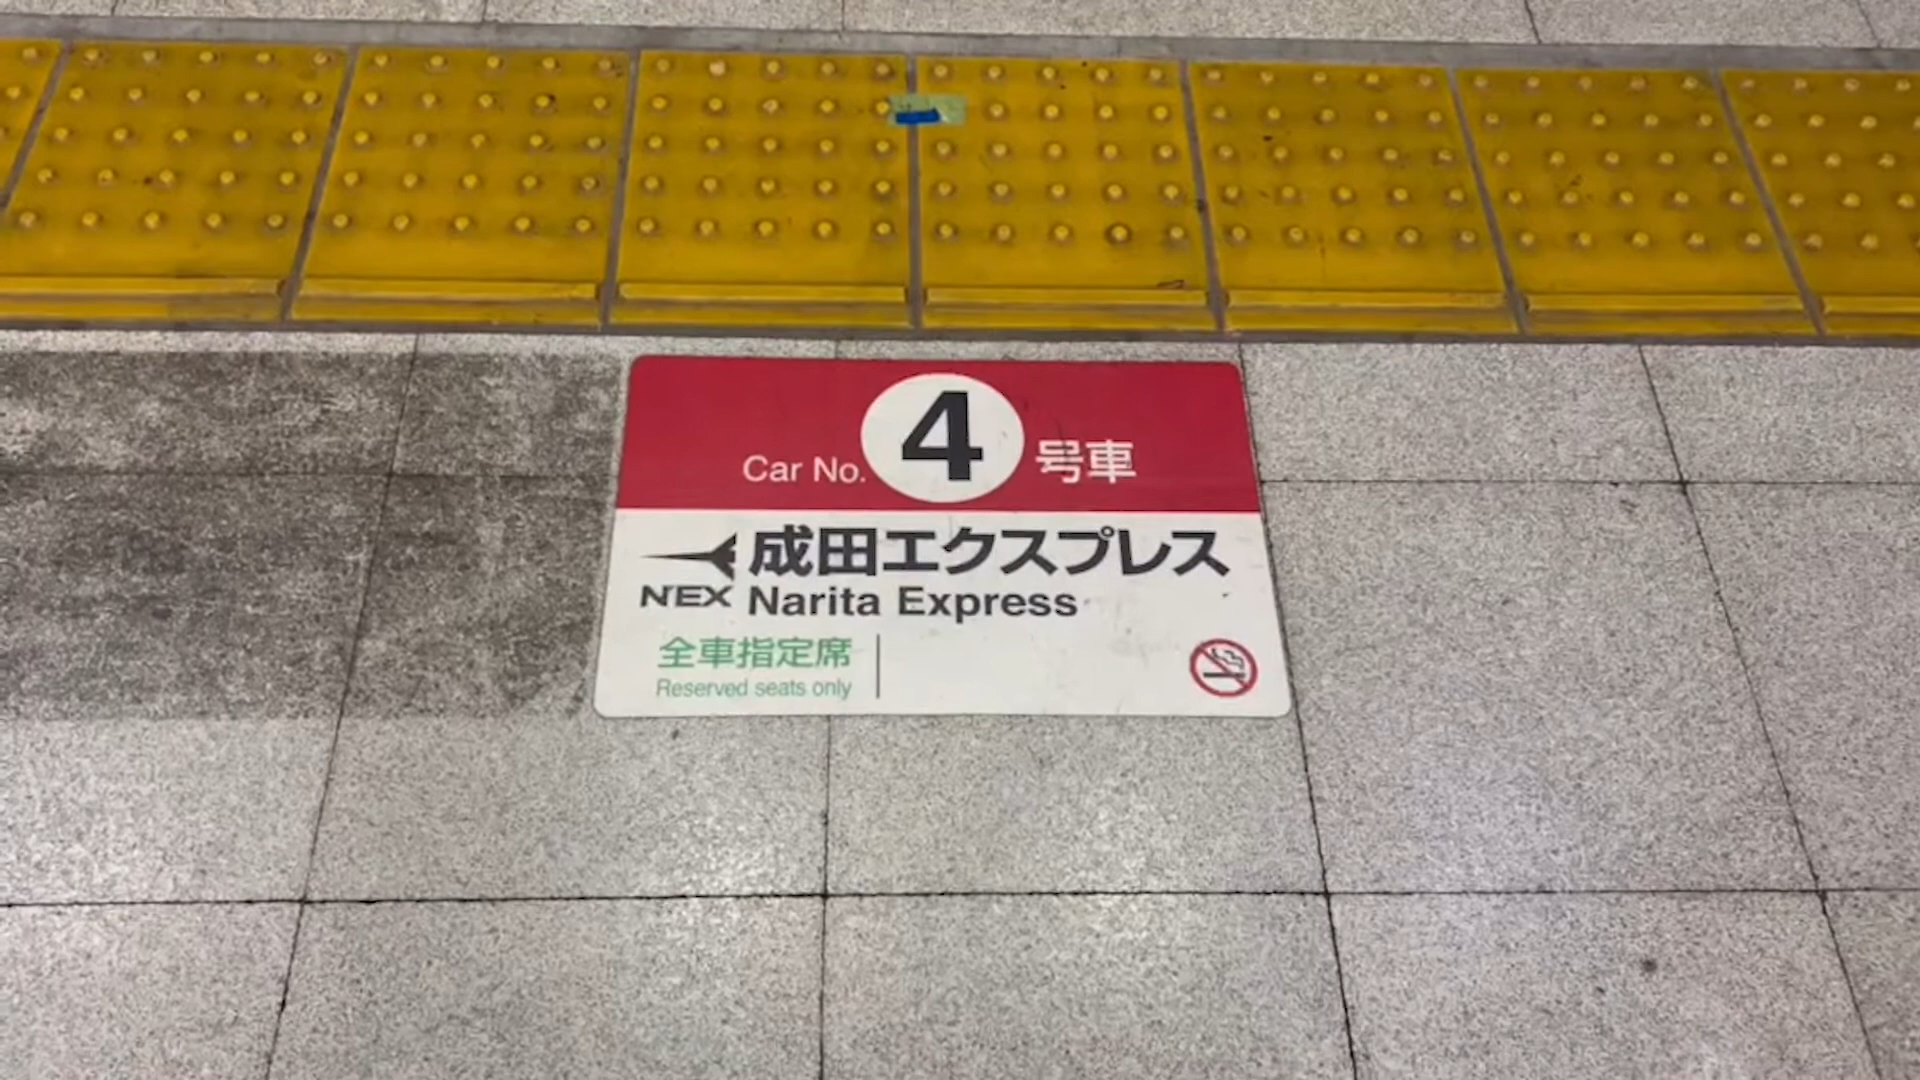 Car No. 4 号車
成田エクスプレス
N'EX Narita Express
全車指定席
Reserved seats only